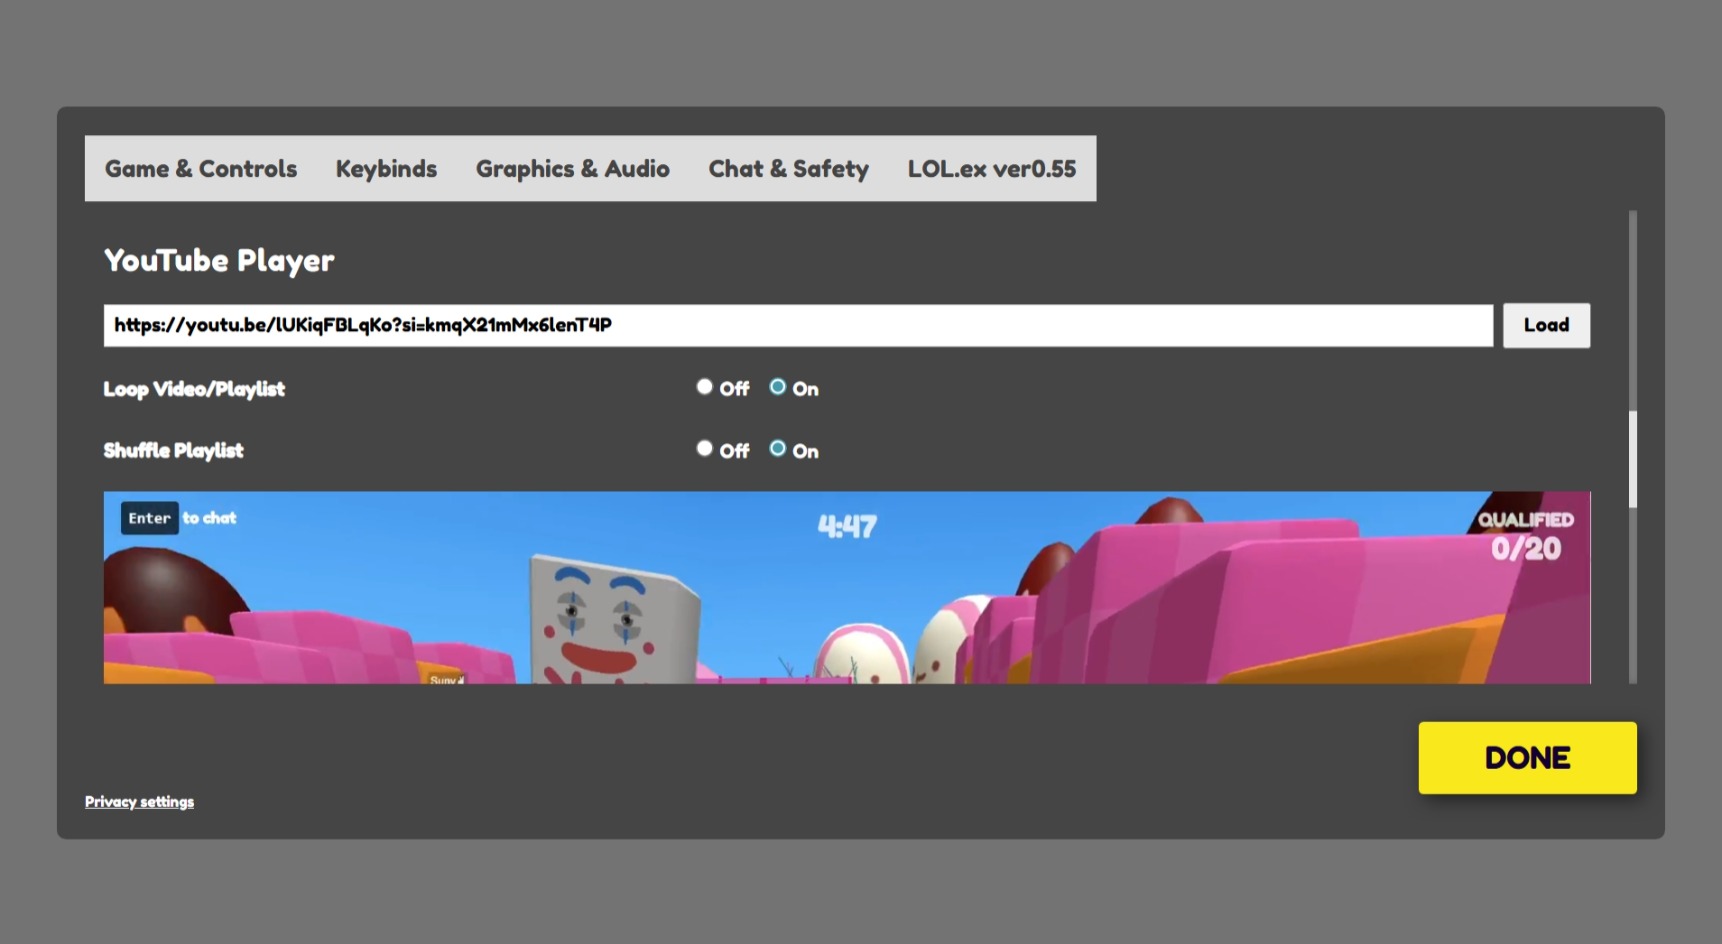 Game & Controls Keybinds Graphics & Audio Chat & Safety LOL.ex ver0.55
YouTube Player
https://youtu.be/lUKiqFBLqKo?si=kmqX21mMx6lenT4P Load
Loop Video/Playlist Off On
Shuffle Playlist Off On
Enter to chat 4:47 QUALIFIED
0/20
Suny
DONE
Privacy settings